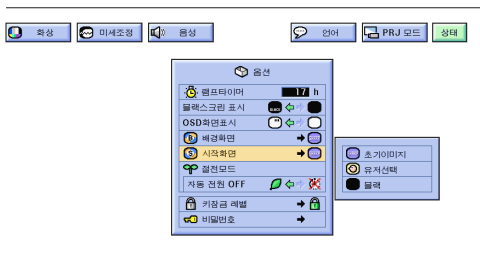 화상 미세조정 음성 언어 PRJ 모드 상태
옵션
램프타이머 17 h
블랙스크린 표시
OSD화면표시
배경화면
시작화면
초기이미지
유저선택
블랙
절전모드
자동 전원 OFF
키잠금 레벨
비밀번호